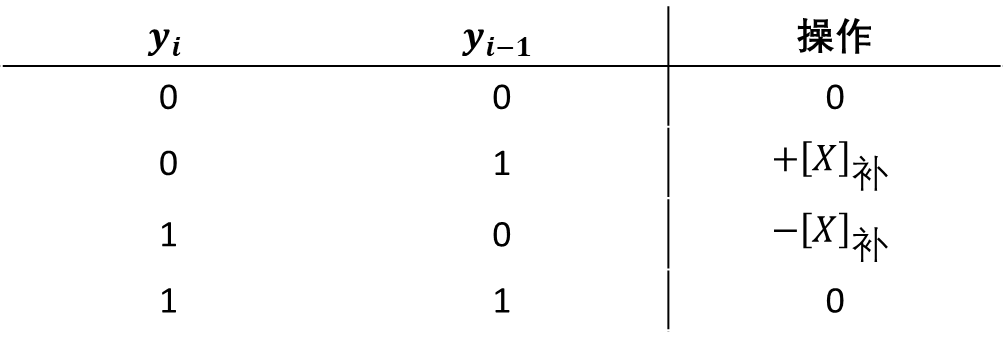 yᵢ yᵢ₋₁ 操作
0 0 0
0 1 +[X]补
1 0 −[X]补
1 1 0